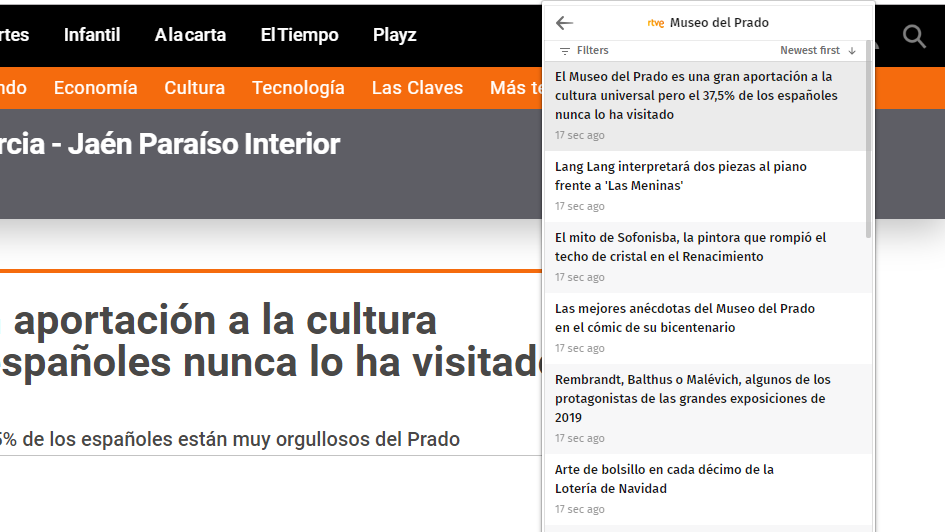 Infantil A la carta El Tiempo Playz
Economía Cultura Tecnología Las Claves Más
- Jaén Paraíso Interior
aportación a la cultura
españoles nunca lo ha visitado
5% de los españoles están muy orgullosos del Prado
rtve Museo del Prado
Filters Newest first
El Museo del Prado es una gran aportación a la
cultura universal pero el 37,5% de los españoles
nunca lo ha visitado
17 sec ago
Lang Lang interpretará dos piezas al piano
frente a 'Las Meninas'
17 sec ago
El mito de Sofonisba, la pintora que rompió el
techo de cristal en el Renacimiento
17 sec ago
Las mejores anécdotas del Museo del Prado
en el cómic de su bicentenario
17 sec ago
Rembrandt, Balthus o Malévich, algunos de los
protagonistas de las grandes exposiciones de
2019
17 sec ago
Arte de bolsillo en cada décimo de la
Lotería de Navidad
17 sec ago